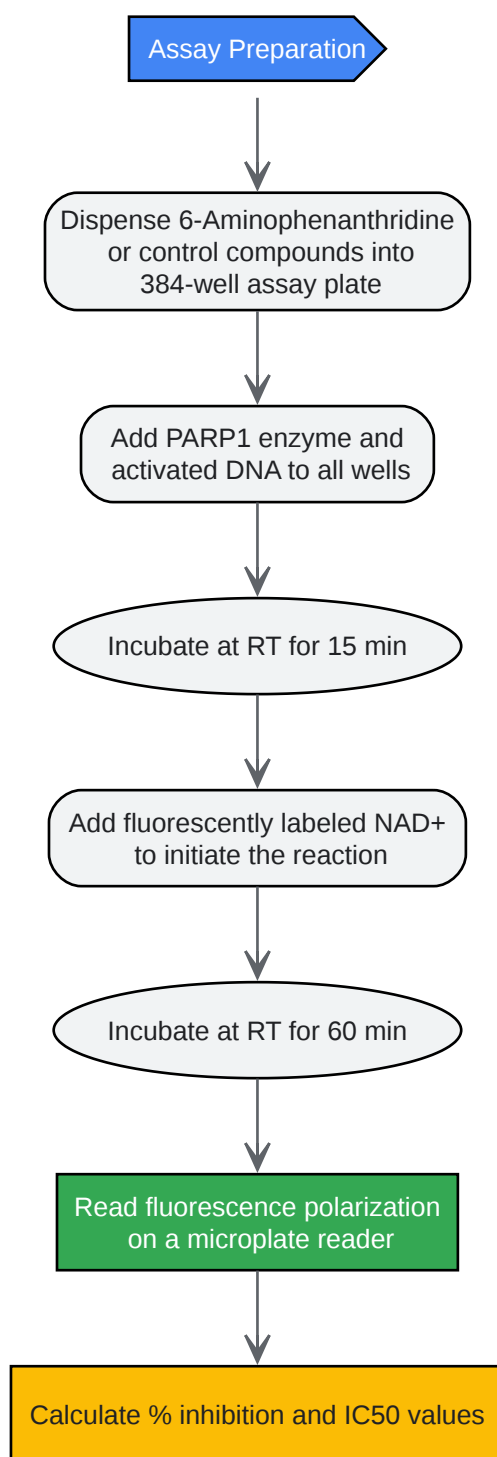 Assay Preparation
Dispense 6-Aminophenanthridine
or control compounds into
384-well assay plate
Add PARP1 enzyme and
activated DNA to all wells
Incubate at RT for 15 min
Add fluorescently labeled NAD+
to initiate the reaction
Incubate at RT for 60 min
Read fluorescence polarization
on a microplate reader
Calculate % inhibition and IC50 values